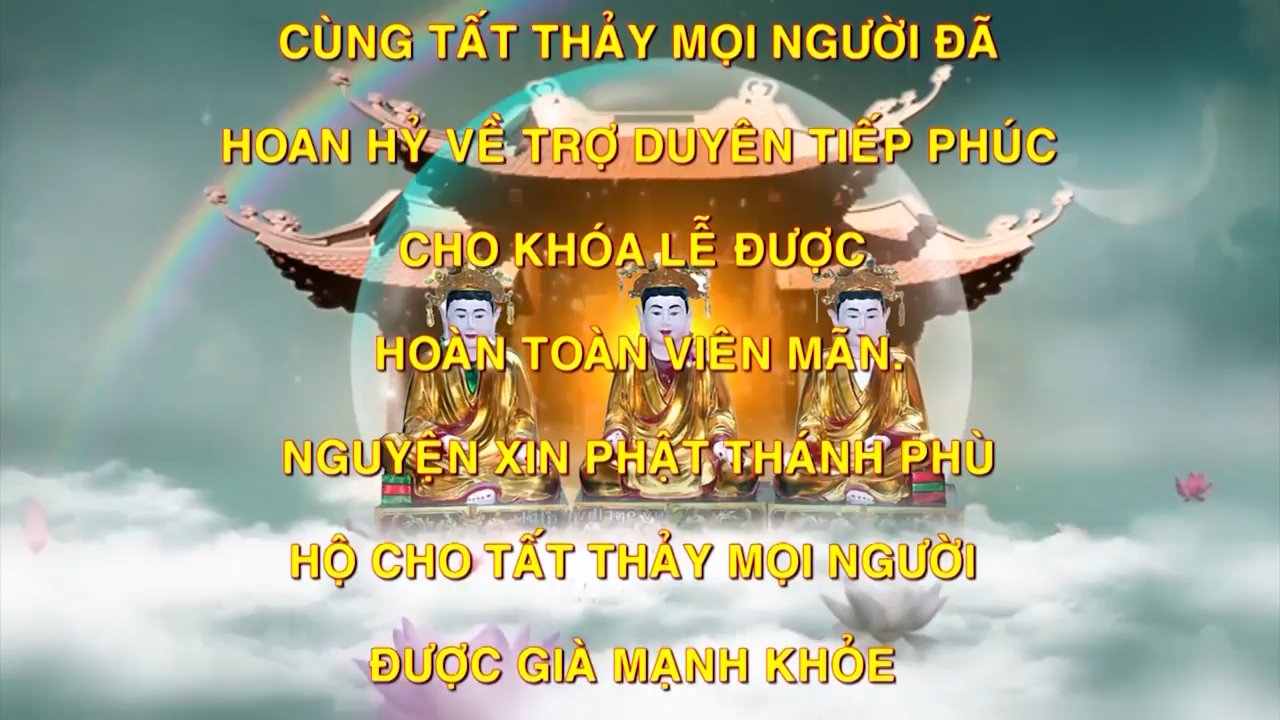 CÙNG TẤT THẢY MỌI NGƯỜI ĐÃ
HOAN HỶ VỀ TRỢ DUYÊN TIẾP PHÚC
CHO KHÓA LỄ ĐƯỢC
HOÀN TOÀN VIÊN MÃN.
NGUYỆN XIN PHẬT THÁNH PHÙ
HỘ CHO TẤT THẢY MỌI NGƯỜI
ĐƯỢC GIÀ MẠNH KHỎE